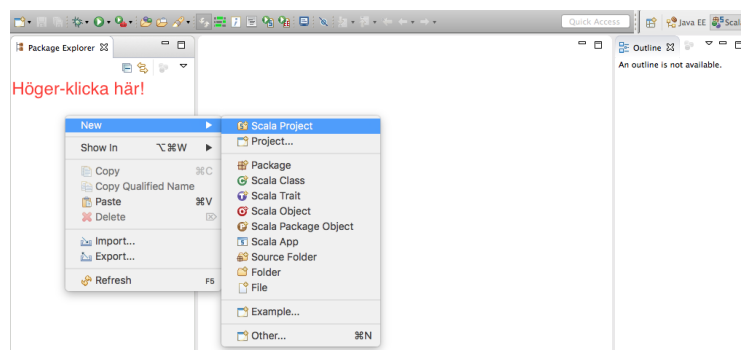 Quick Access
Java EE
Scal
Package Explorer
Outline
An outline is not available.
Höger-klicka här!
New
Show In ⌥⌘W
Copy ⌘C
Copy Qualified Name
Paste ⌘V
Delete ⌦
Import...
Export...
Refresh F5
Scala Project
Project...
Package
Scala Class
Scala Trait
Scala Object
Scala Package Object
Scala App
Source Folder
Folder
File
Example...
Other... ⌘N